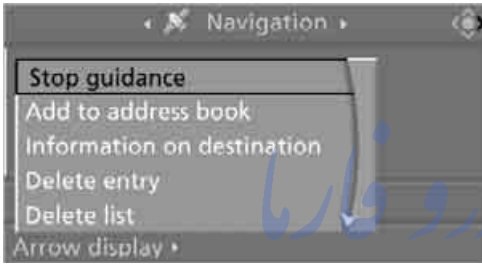 Navigation
Stop guidance
Add to address book
Information on destination
Delete entry
Delete list
Arrow display